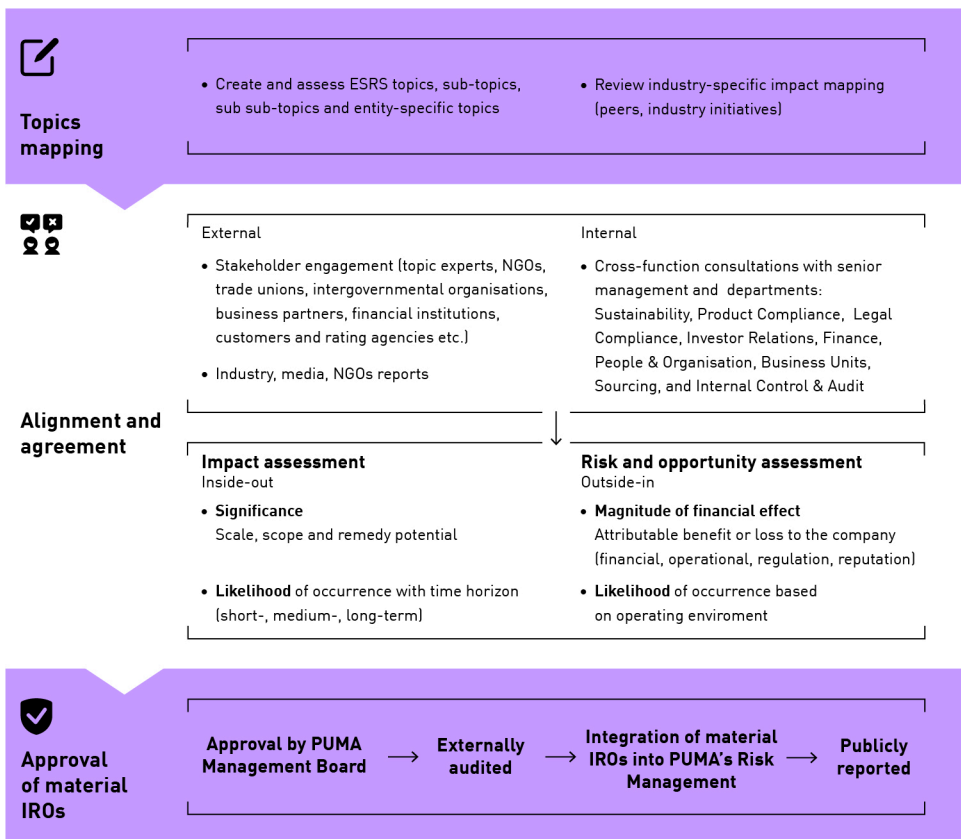 Topics
mapping
• Create and assess ESRS topics, sub-topics,
sub sub-topics and entity-specific topics
• Review industry-specific impact mapping
(peers, industry initiatives)
Alignment and
agreement
External
• Stakeholder engagement (topic experts, NGOs,
trade unions, intergovernmental organisations,
business partners, financial institutions,
customers and rating agencies etc.)
• Industry, media, NGOs reports
Internal
• Cross-function consultations with senior
management and departments:
Sustainability, Product Compliance, Legal
Compliance, Investor Relations, Finance,
People & Organisation, Business Units,
Sourcing, and Internal Control & Audit
Impact assessment
Inside-out
• Significance
Scale, scope and remedy potential
• Likelihood of occurrence with time horizon
(short-, medium-, long-term)
Risk and opportunity assessment
Outside-in
• Magnitude of financial effect
Attributable benefit or loss to the company
(financial, operational, regulation, reputation)
• Likelihood of occurrence based
on operating enviroment
Approval
of material
IROs
Approval by PUMA
Management Board
Externally
audited
Integration of material
IROs into PUMA's Risk
Management
Publicly
reported